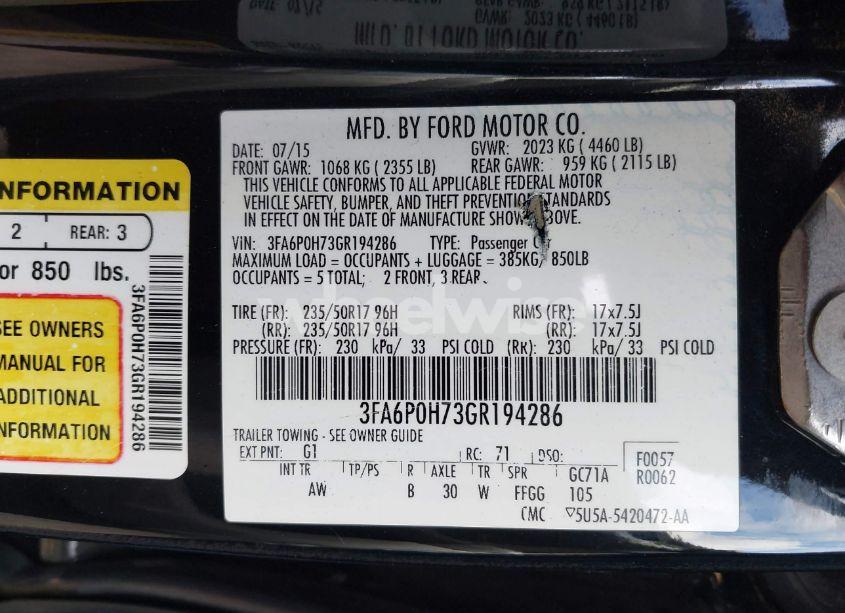 MFD. BY FORD MOTOR CO.
DATE: 07/15 GVWR: 2023 KG ( 4460 LB)
FRONT GAWR: 1068 KG ( 2355 LB) REAR GAWR: 959 KG ( 2115 LB)
THIS VEHICLE CONFORMS TO ALL APPLICABLE FEDERAL MOTOR
VEHICLE SAFETY, BUMPER, AND THEFT PREVENTION STANDARDS
IN EFFECT ON THE DATE OF MANUFACTURE SHOWN ABOVE.
VIN: 3FA6P0H73GR194286 TYPE: Passenger
MAXIMUM LOAD = OCCUPANTS + LUGGAGE = 385KG/ 850LB
OCCUPANTS = 5 TOTAL; 2 FRONT, 3 REAR
TIRE (FR): 235/50R17 96H RIMS (FR): 17x7.5J
(RR): 235/50R17 96H (RR): 17x7.5J
PRESSURE (FR): 230 kPa/ 33 PSI COLD (RR): 230 kPa/ 33 PSI COLD
3FA6P0H73GR194286
TRAILER TOWING - SEE OWNER GUIDE
EXT PNT: G1 RC: 71 DSO:
F0057
R0062
INT TR TP/PS R AXLE TR SPR GC71A
AW B 30 W FFGG 105
CMC ▽5U5A-5420472-AA
NFORMATION
2 REAR: 3
or 850 lbs.
SEE OWNERS
MANUAL FOR
ADDITIONAL
INFORMATION
3FA6P0H73GR194286
wheelwise